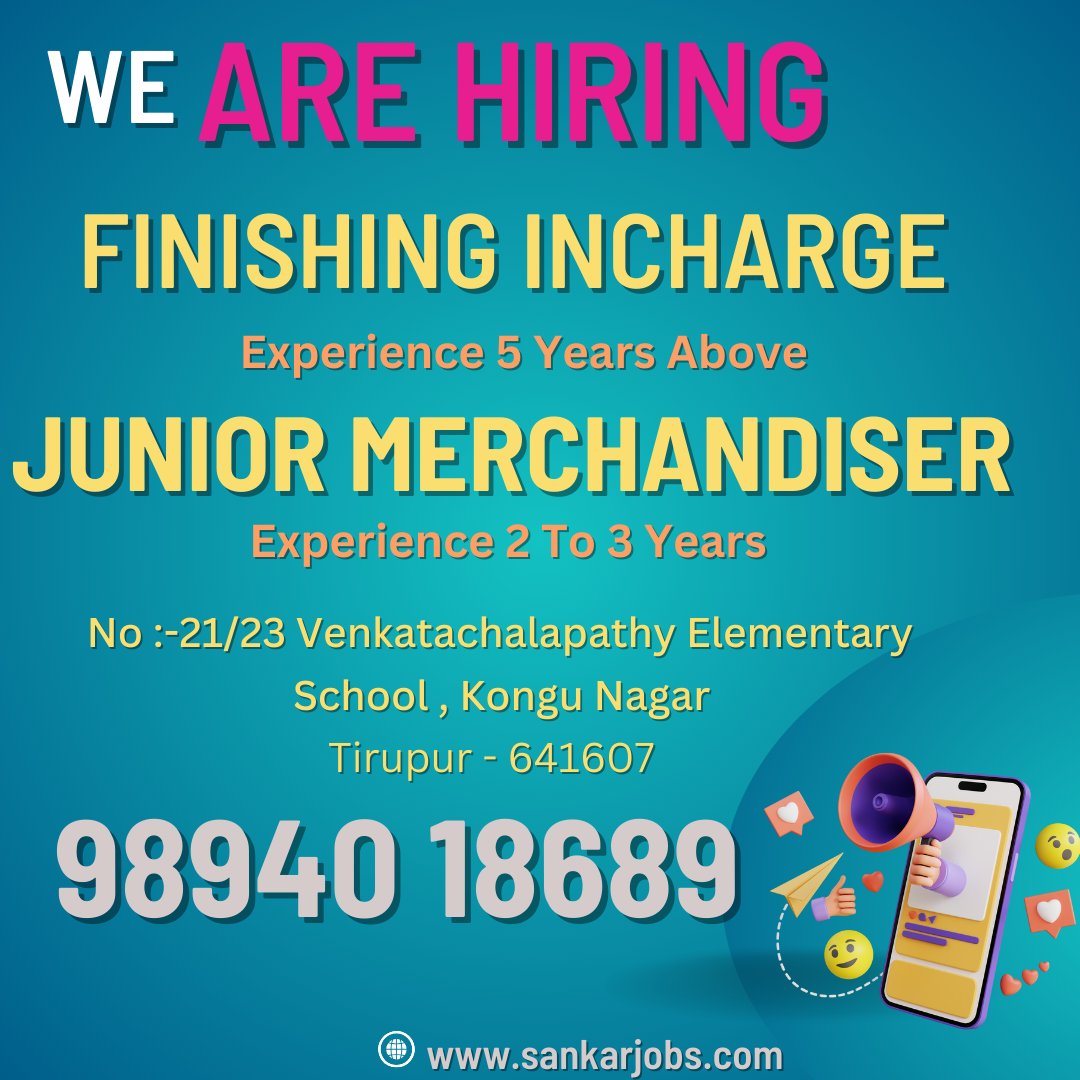 WE ARE HIRING
FINISHING INCHARGE
Experience 5 Years Above
JUNIOR MERCHANDISER
Experience 2 To 3 Years
No :-21/23 Venkatachalapathy Elementary
School , Kongu Nagar
Tirupur - 641607
98940 18689
www.sankarjobs.com